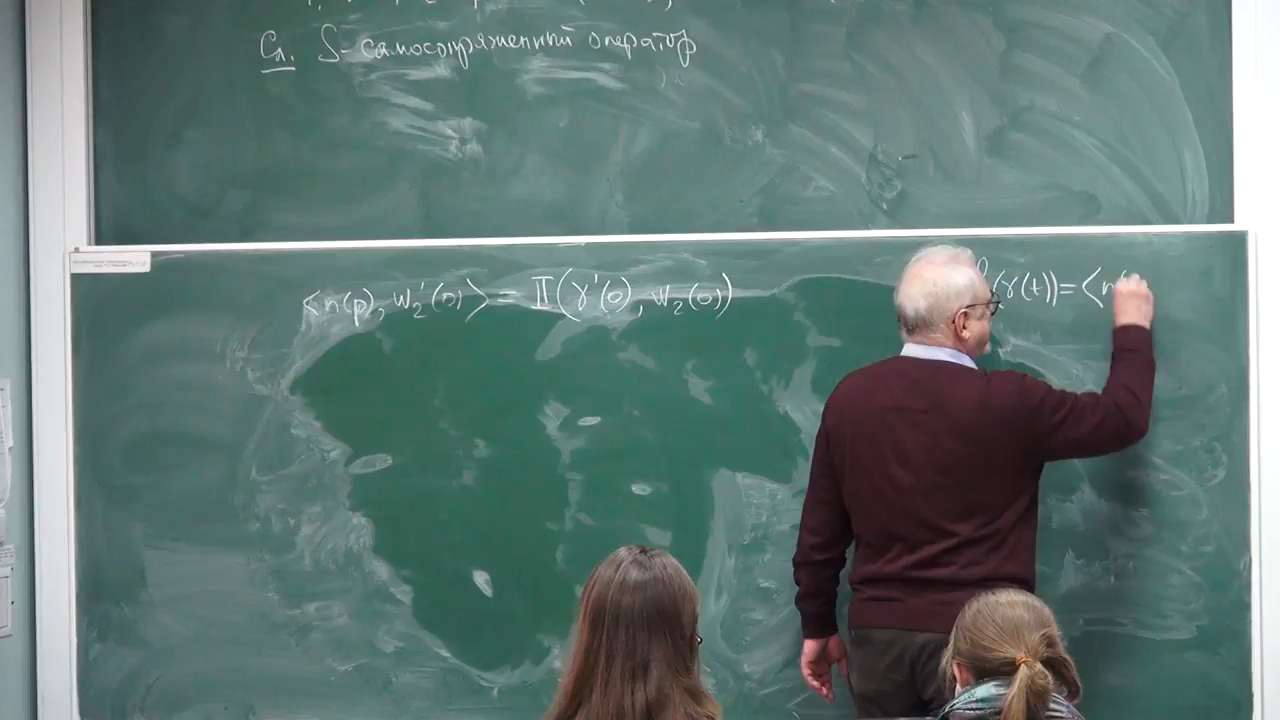 Сл. S-самосопряженный оператор
<n(p), w₂'(0)> = II(γ'(0), w₂(0))
(γ(t))=<n(